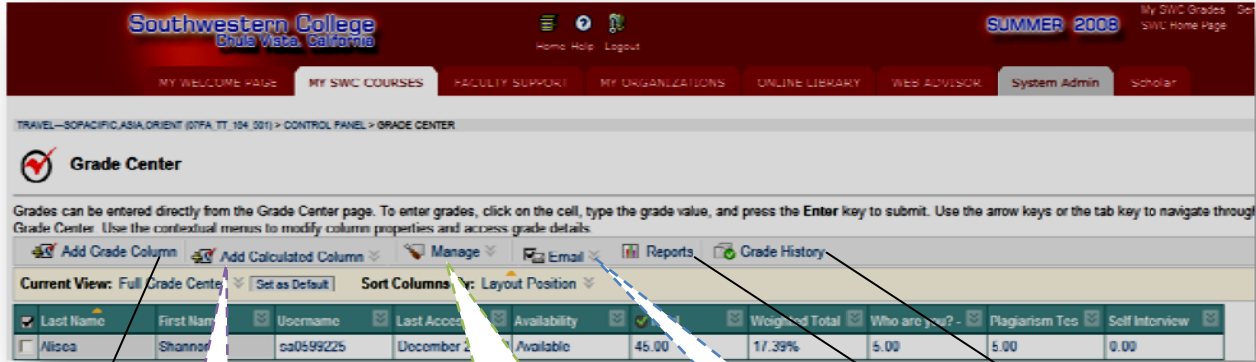 Southwestern College
Chula Vista, California
Home Help Logout
SUMMER 2008
My SWC Grades
SWC Home Page
MY WELCOME PAGE MY SWC COURSES FACULTY SUPPORT MY ORGANIZATIONS ONLINE LIBRARY WEB ADVISOR System Admin Scholar
TRAVEL—SOPACIFIC,ASIA,ORIENT (07FA_TT_104_501) > CONTROL PANEL > GRADE CENTER
Grade Center
Grades can be entered directly from the Grade Center page. To enter grades, click on the cell, type the grade value, and press the Enter key to submit. Use the arrow keys or the tab key to navigate through
Grade Center. Use the contextual menus to modify column properties and access grade details.
Add Grade Column Add Calculated Column Manage Email Reports Grade History
Current View: Full Grade Center Set as Default Sort Columns By: Layout Position
Last Name First Name Username Last Access Availability Weighted Total Who are you? - Plagiarism Tes Self Interview
Alisea Shannon sa0599225 December 2 Available 45.00 17.39% 5.00 5.00 0.00